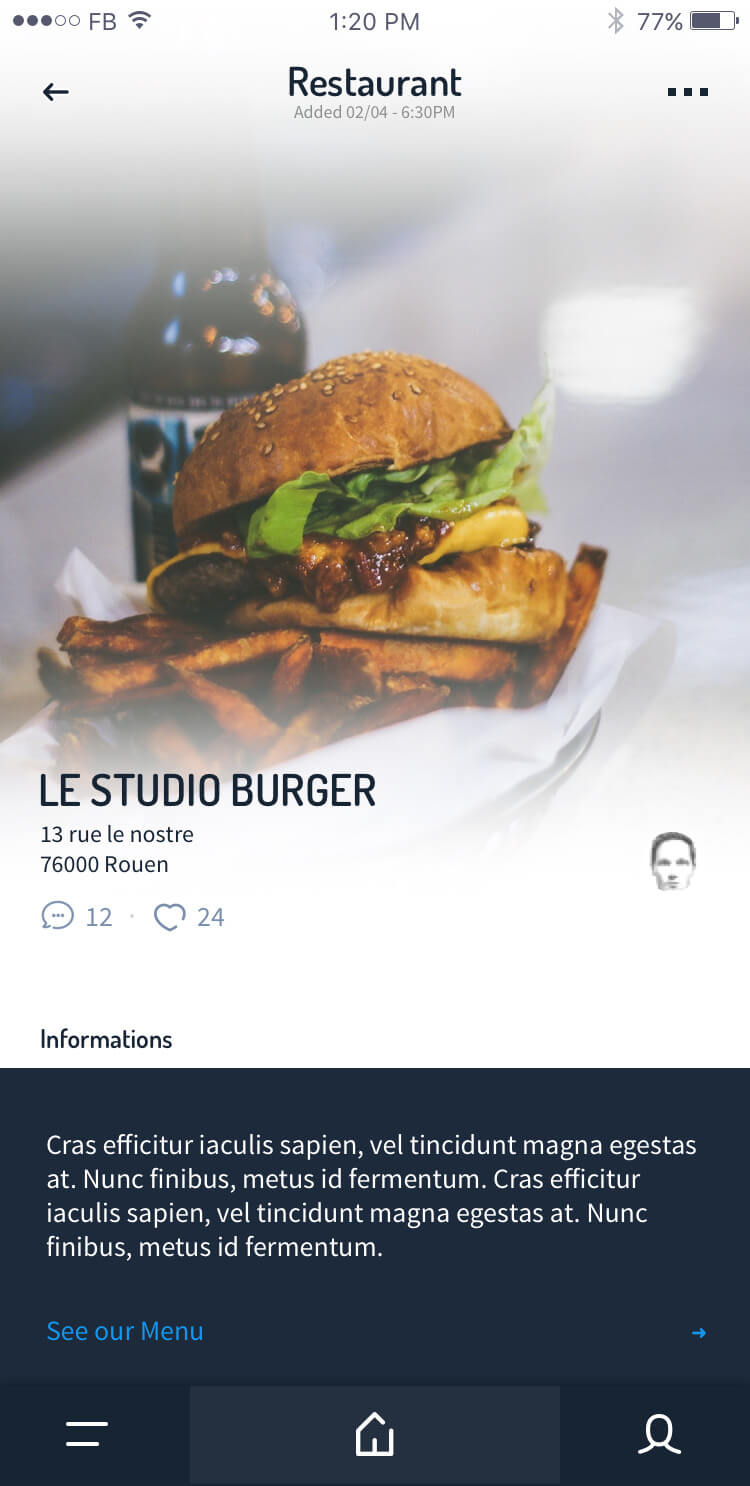 FB 1:20 PM 77%
Restaurant
Added 02/04 - 6:30PM
LE STUDIO BURGER
13 rue le nostre
76000 Rouen
12 · 24
Informations
Cras efficitur iaculis sapien, vel tincidunt magna egestas
at. Nunc finibus, metus id fermentum. Cras efficitur
iaculis sapien, vel tincidunt magna egestas at. Nunc
finibus, metus id fermentum.
See our Menu